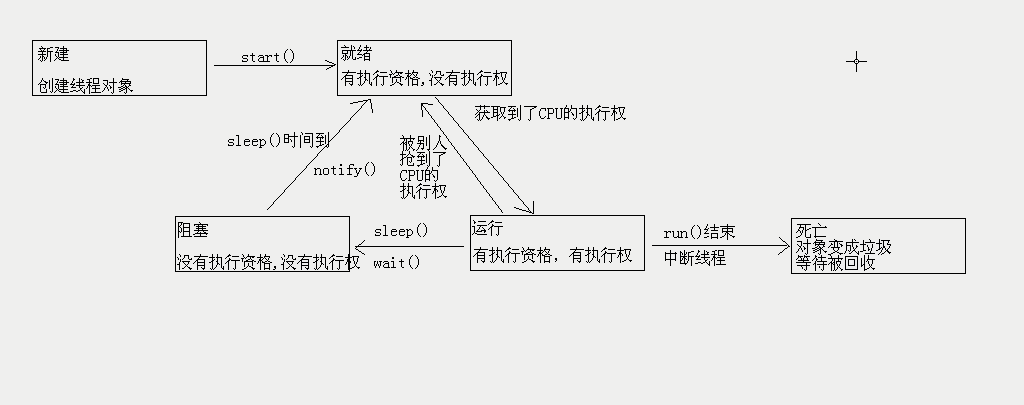 新建
创建线程对象
start()
就绪
有执行资格,没有执行权
获取到了CPU的执行权
sleep()时间到
notify()
被别人
抢到了
CPU的
执行权
阻塞
没有执行资格,没有执行权
sleep()
wait()
运行
有执行资格，有执行权
run()结束
中断线程
死亡
对象变成垃圾
等待被回收